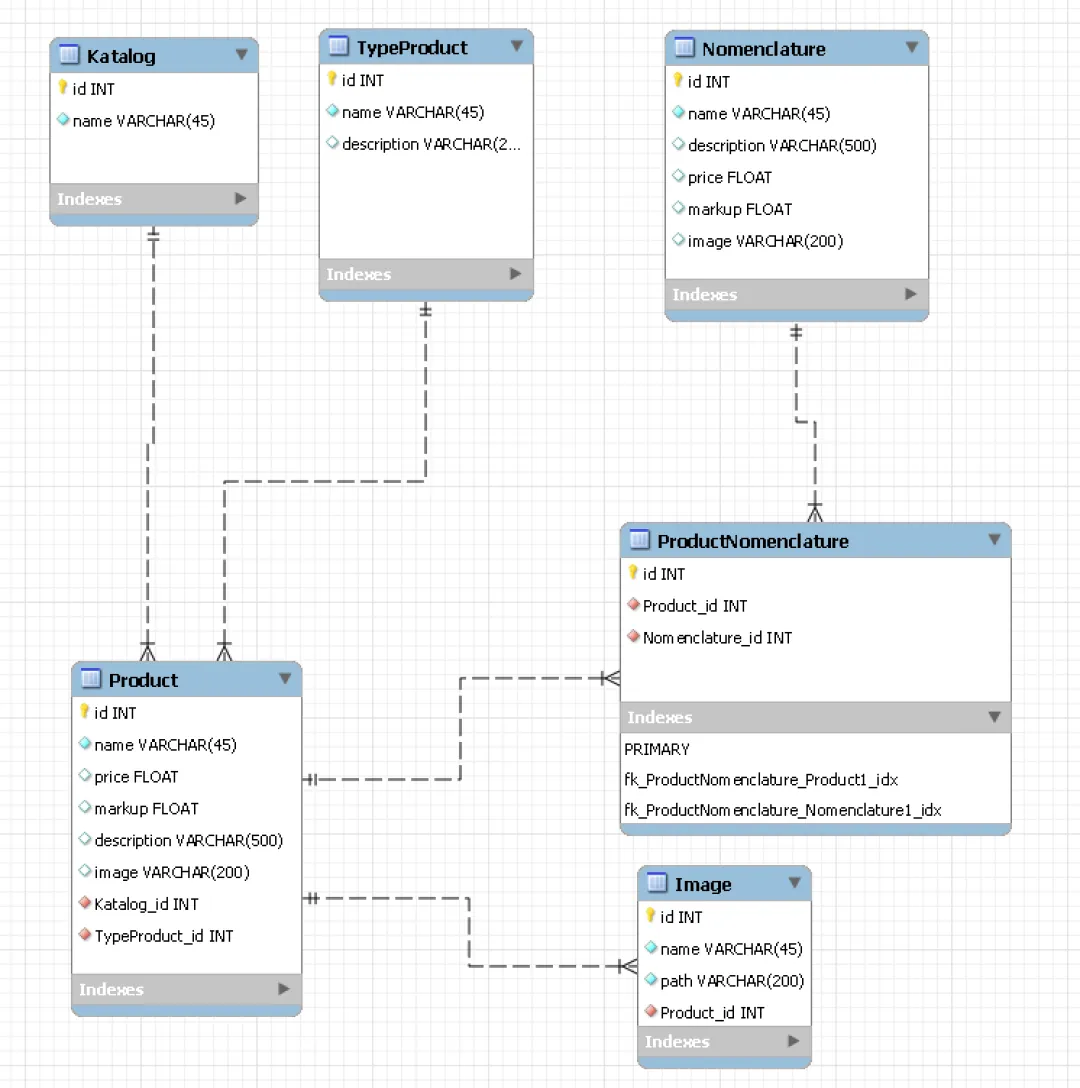 Katalog
id INT
name VARCHAR(45)
Indexes
TypeProduct
id INT
name VARCHAR(45)
description VARCHAR(2...
Indexes
Nomenclature
id INT
name VARCHAR(45)
description VARCHAR(500)
price FLOAT
markup FLOAT
image VARCHAR(200)
Indexes
ProductNomenclature
id INT
Product_id INT
Nomenclature_id INT
Indexes
PRIMARY
fk_ProductNomenclature_Product1_idx
fk_ProductNomenclature_Nomenclature1_idx
Product
id INT
name VARCHAR(45)
price FLOAT
markup FLOAT
description VARCHAR(500)
image VARCHAR(200)
Katalog_id INT
TypeProduct_id INT
Indexes
Image
id INT
name VARCHAR(45)
path VARCHAR(200)
Product_id INT
Indexes